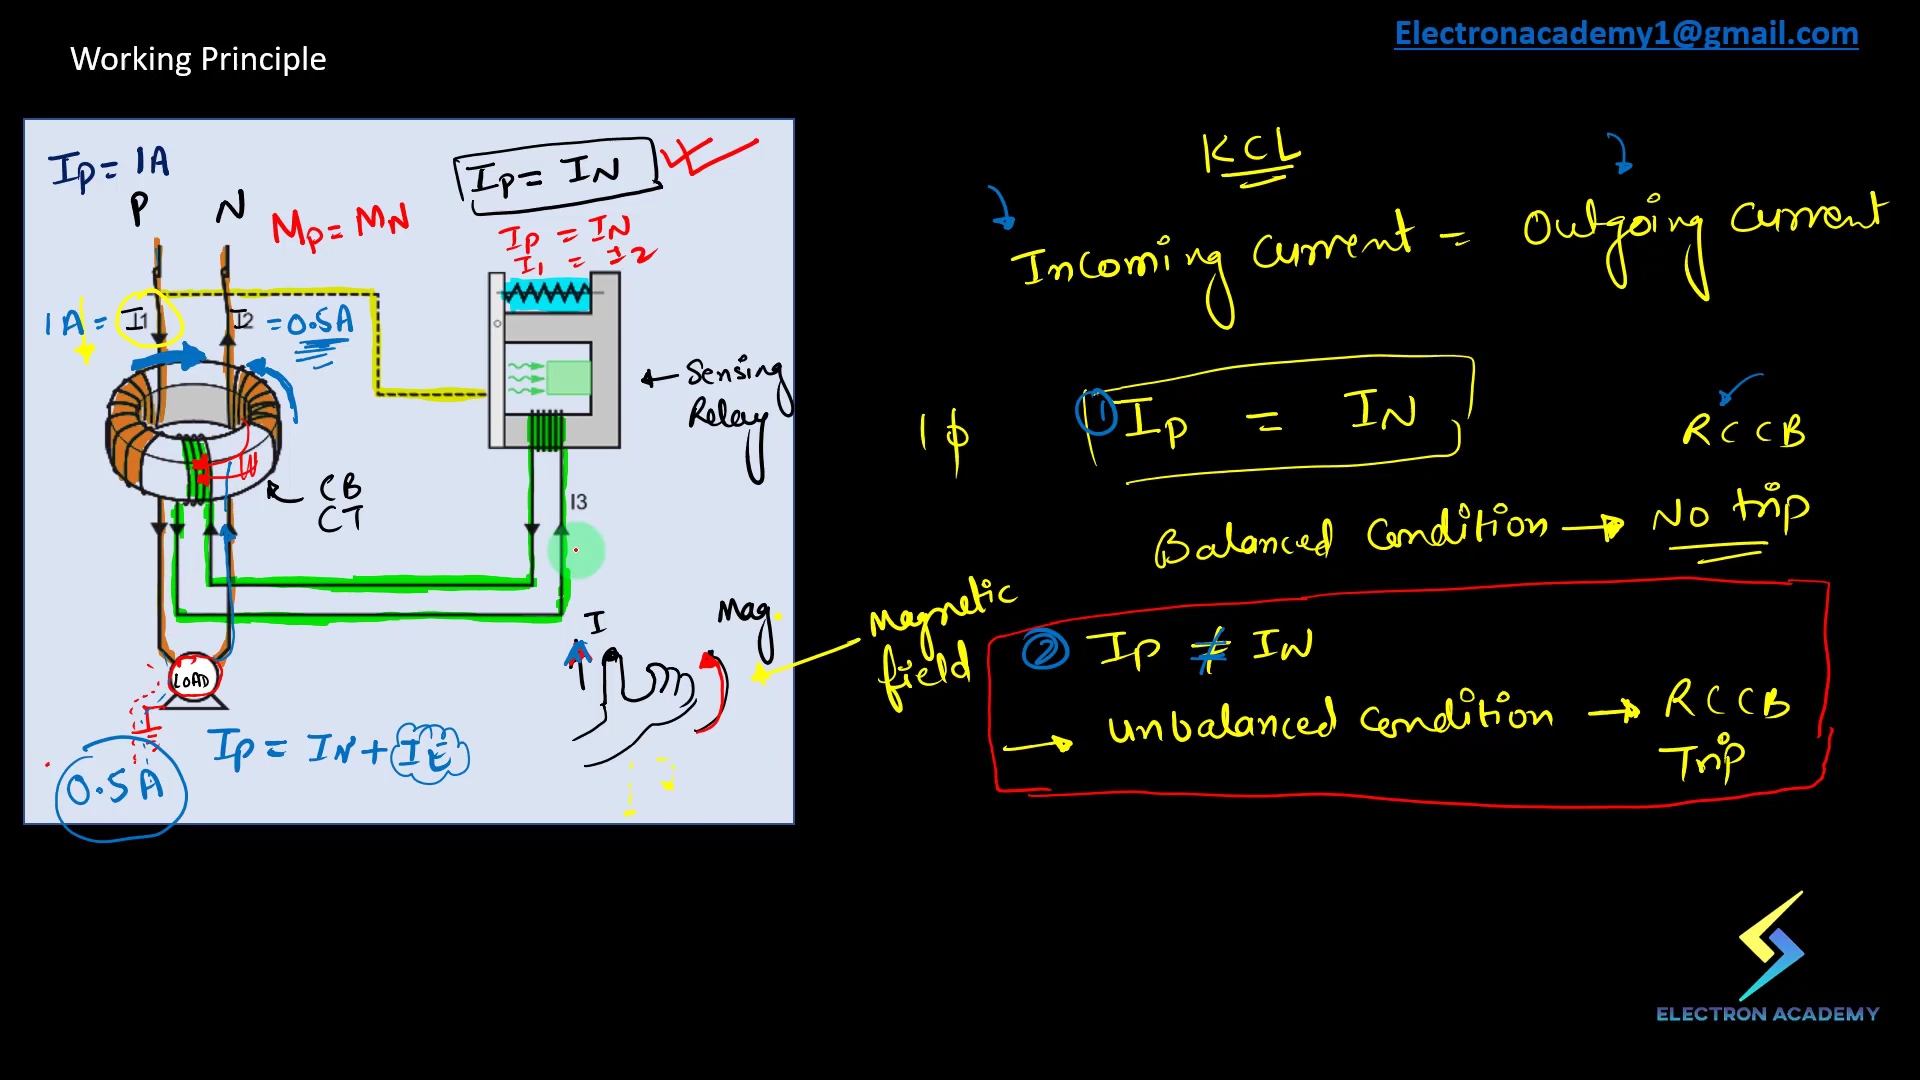 Working Principle
Electronacademy1@gmail.com
IP = 1A
P
N
MP = MN
IP = IN
IP = IN
I1 = I2
1A = I1
I2 = 0.5A
Sensing
Relay
CB
CT
I3
LOAD
I
Mag
0.5A
IP = IN + IE
KCL
Incoming Current = Outgoing Current
1φ
① IP = IN
RCCB
Balanced Condition → No trip
Magnetic
field
② IP ≠ IN
Unbalanced Condition → RCCB
Trip
ELECTRON ACADEMY